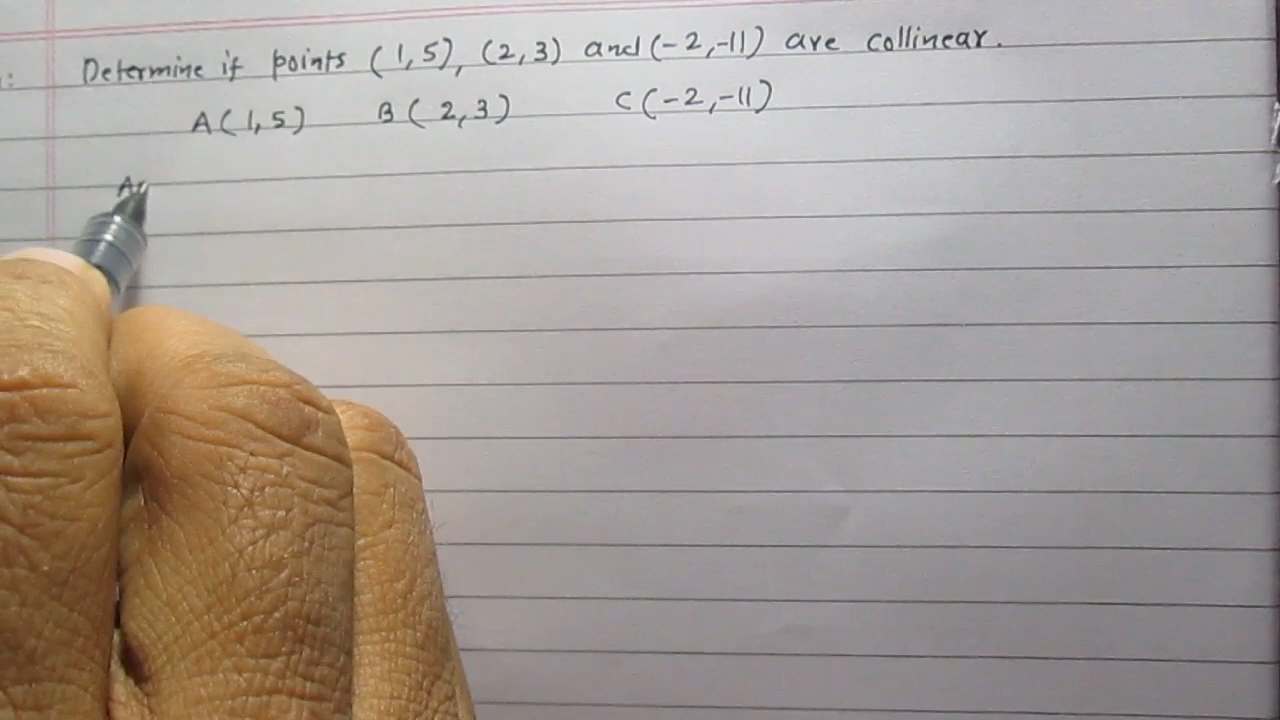 Determine if points (1,5), (2,3) and (-2,-11) are collinear.
A(1,5) B(2,3) C(-2,-11)